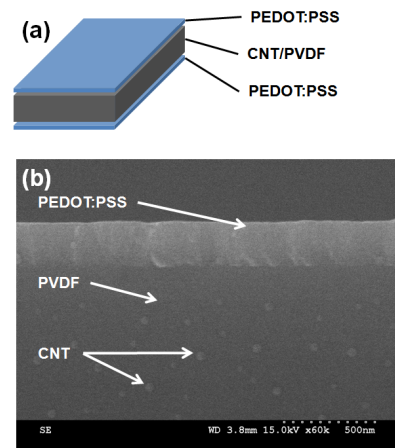 (a)
PEDOT:PSS
CNT/PVDF
PEDOT:PSS
(b)
PEDOT:PSS
PVDF
CNT
SE
WD 3.8mm 15.0kV x60k 500nm